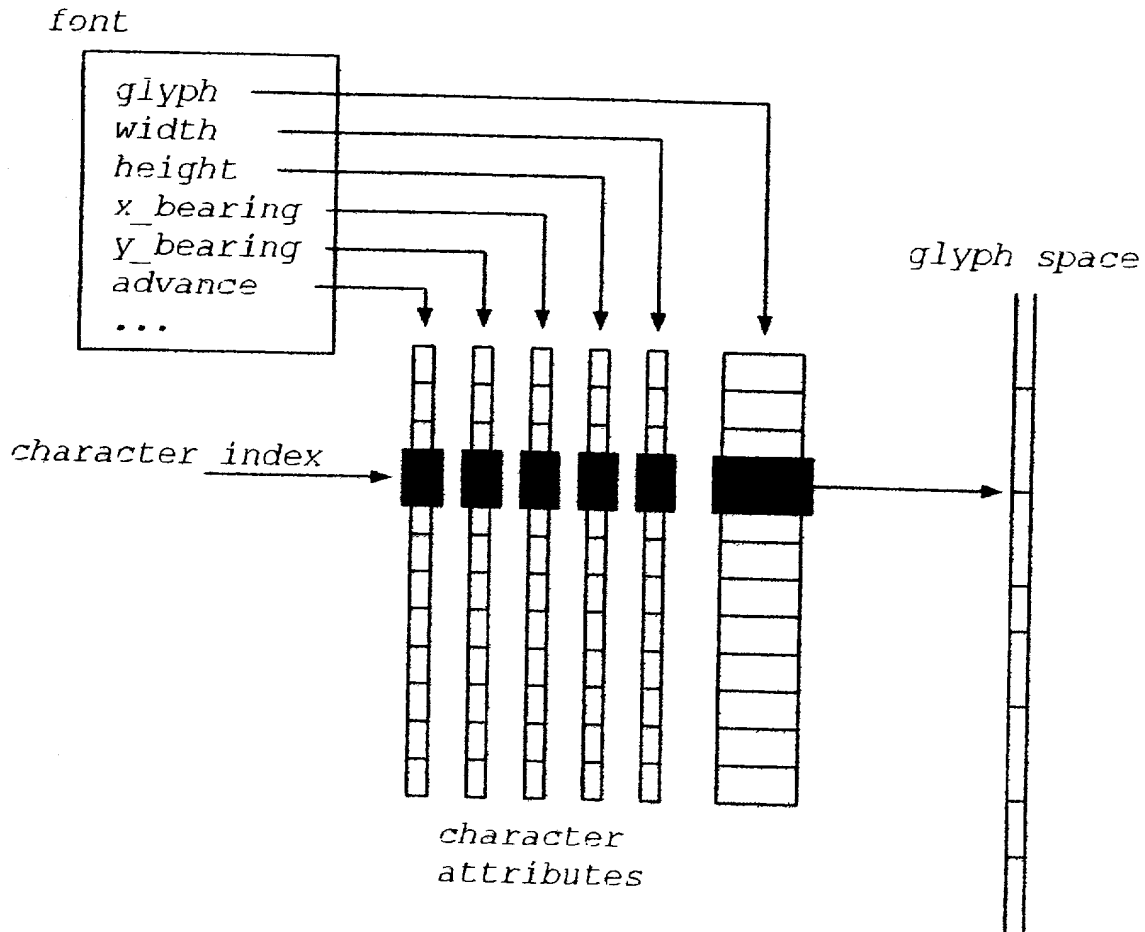 font
glyph
width
height
x_bearing
y_bearing
advance
...
glyph space
character index
character
attributes